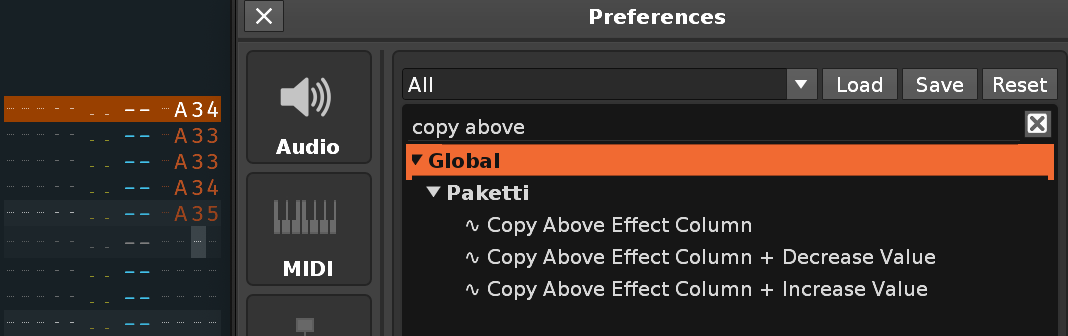 Preferences
All
Load
Save
Reset
copy above
Global
Paketti
Copy Above Effect Column
Copy Above Effect Column + Decrease Value
Copy Above Effect Column + Increase Value
Audio
MIDI
-- A34
-- A33
-- A33
-- A34
-- A35
--
--
--
--